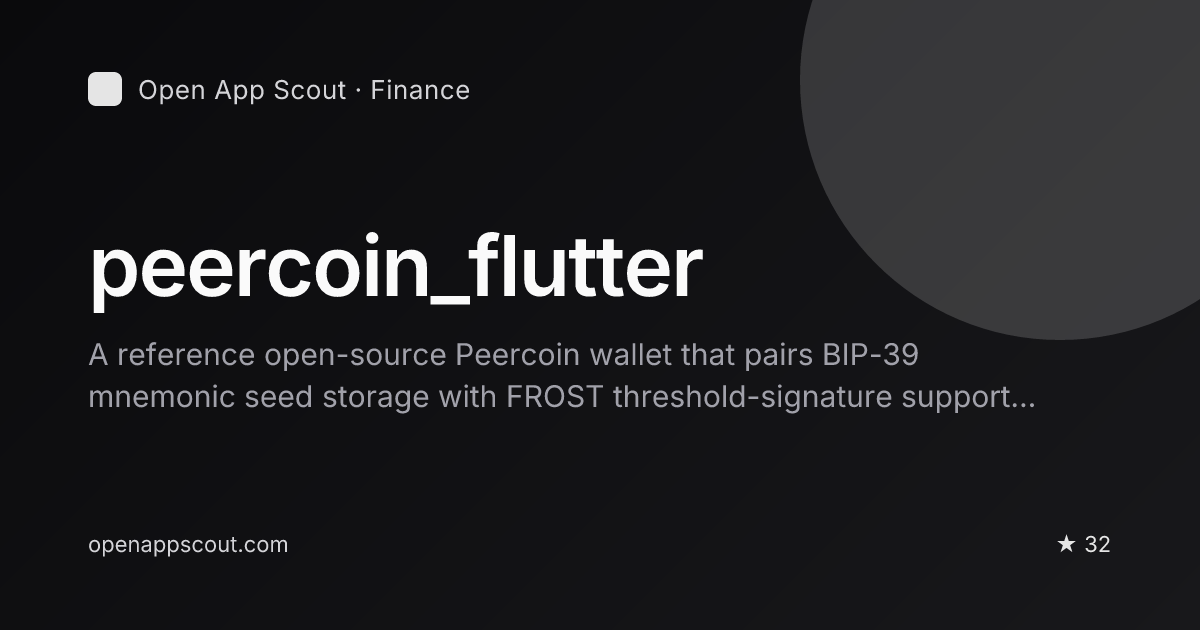 Open App Scout · Finance
peercoin_flutter
A reference open-source Peercoin wallet that pairs BIP-39
mnemonic seed storage with FROST threshold-signature support...
openappscout.com
★ 32